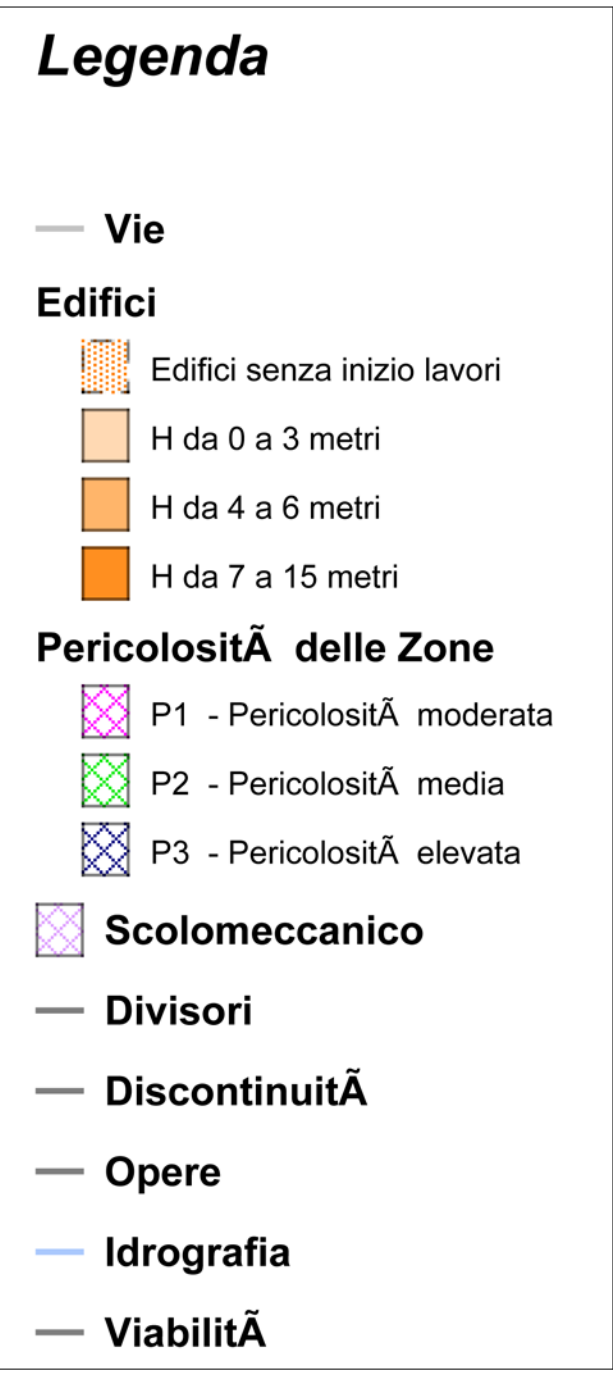 Legenda
Vie
Edifici
Edifici senza inizio lavori
H da 0 a 3 metri
H da 4 a 6 metri
H da 7 a 15 metri
PericolositÃ  delle Zone
P1  - PericolositÃ  moderata
P2  - PericolositÃ  media
P3  - PericolositÃ  elevata
Scolomeccanico
Divisori
DiscontinuitÃ
Opere
Idrografia
ViabilitÃ